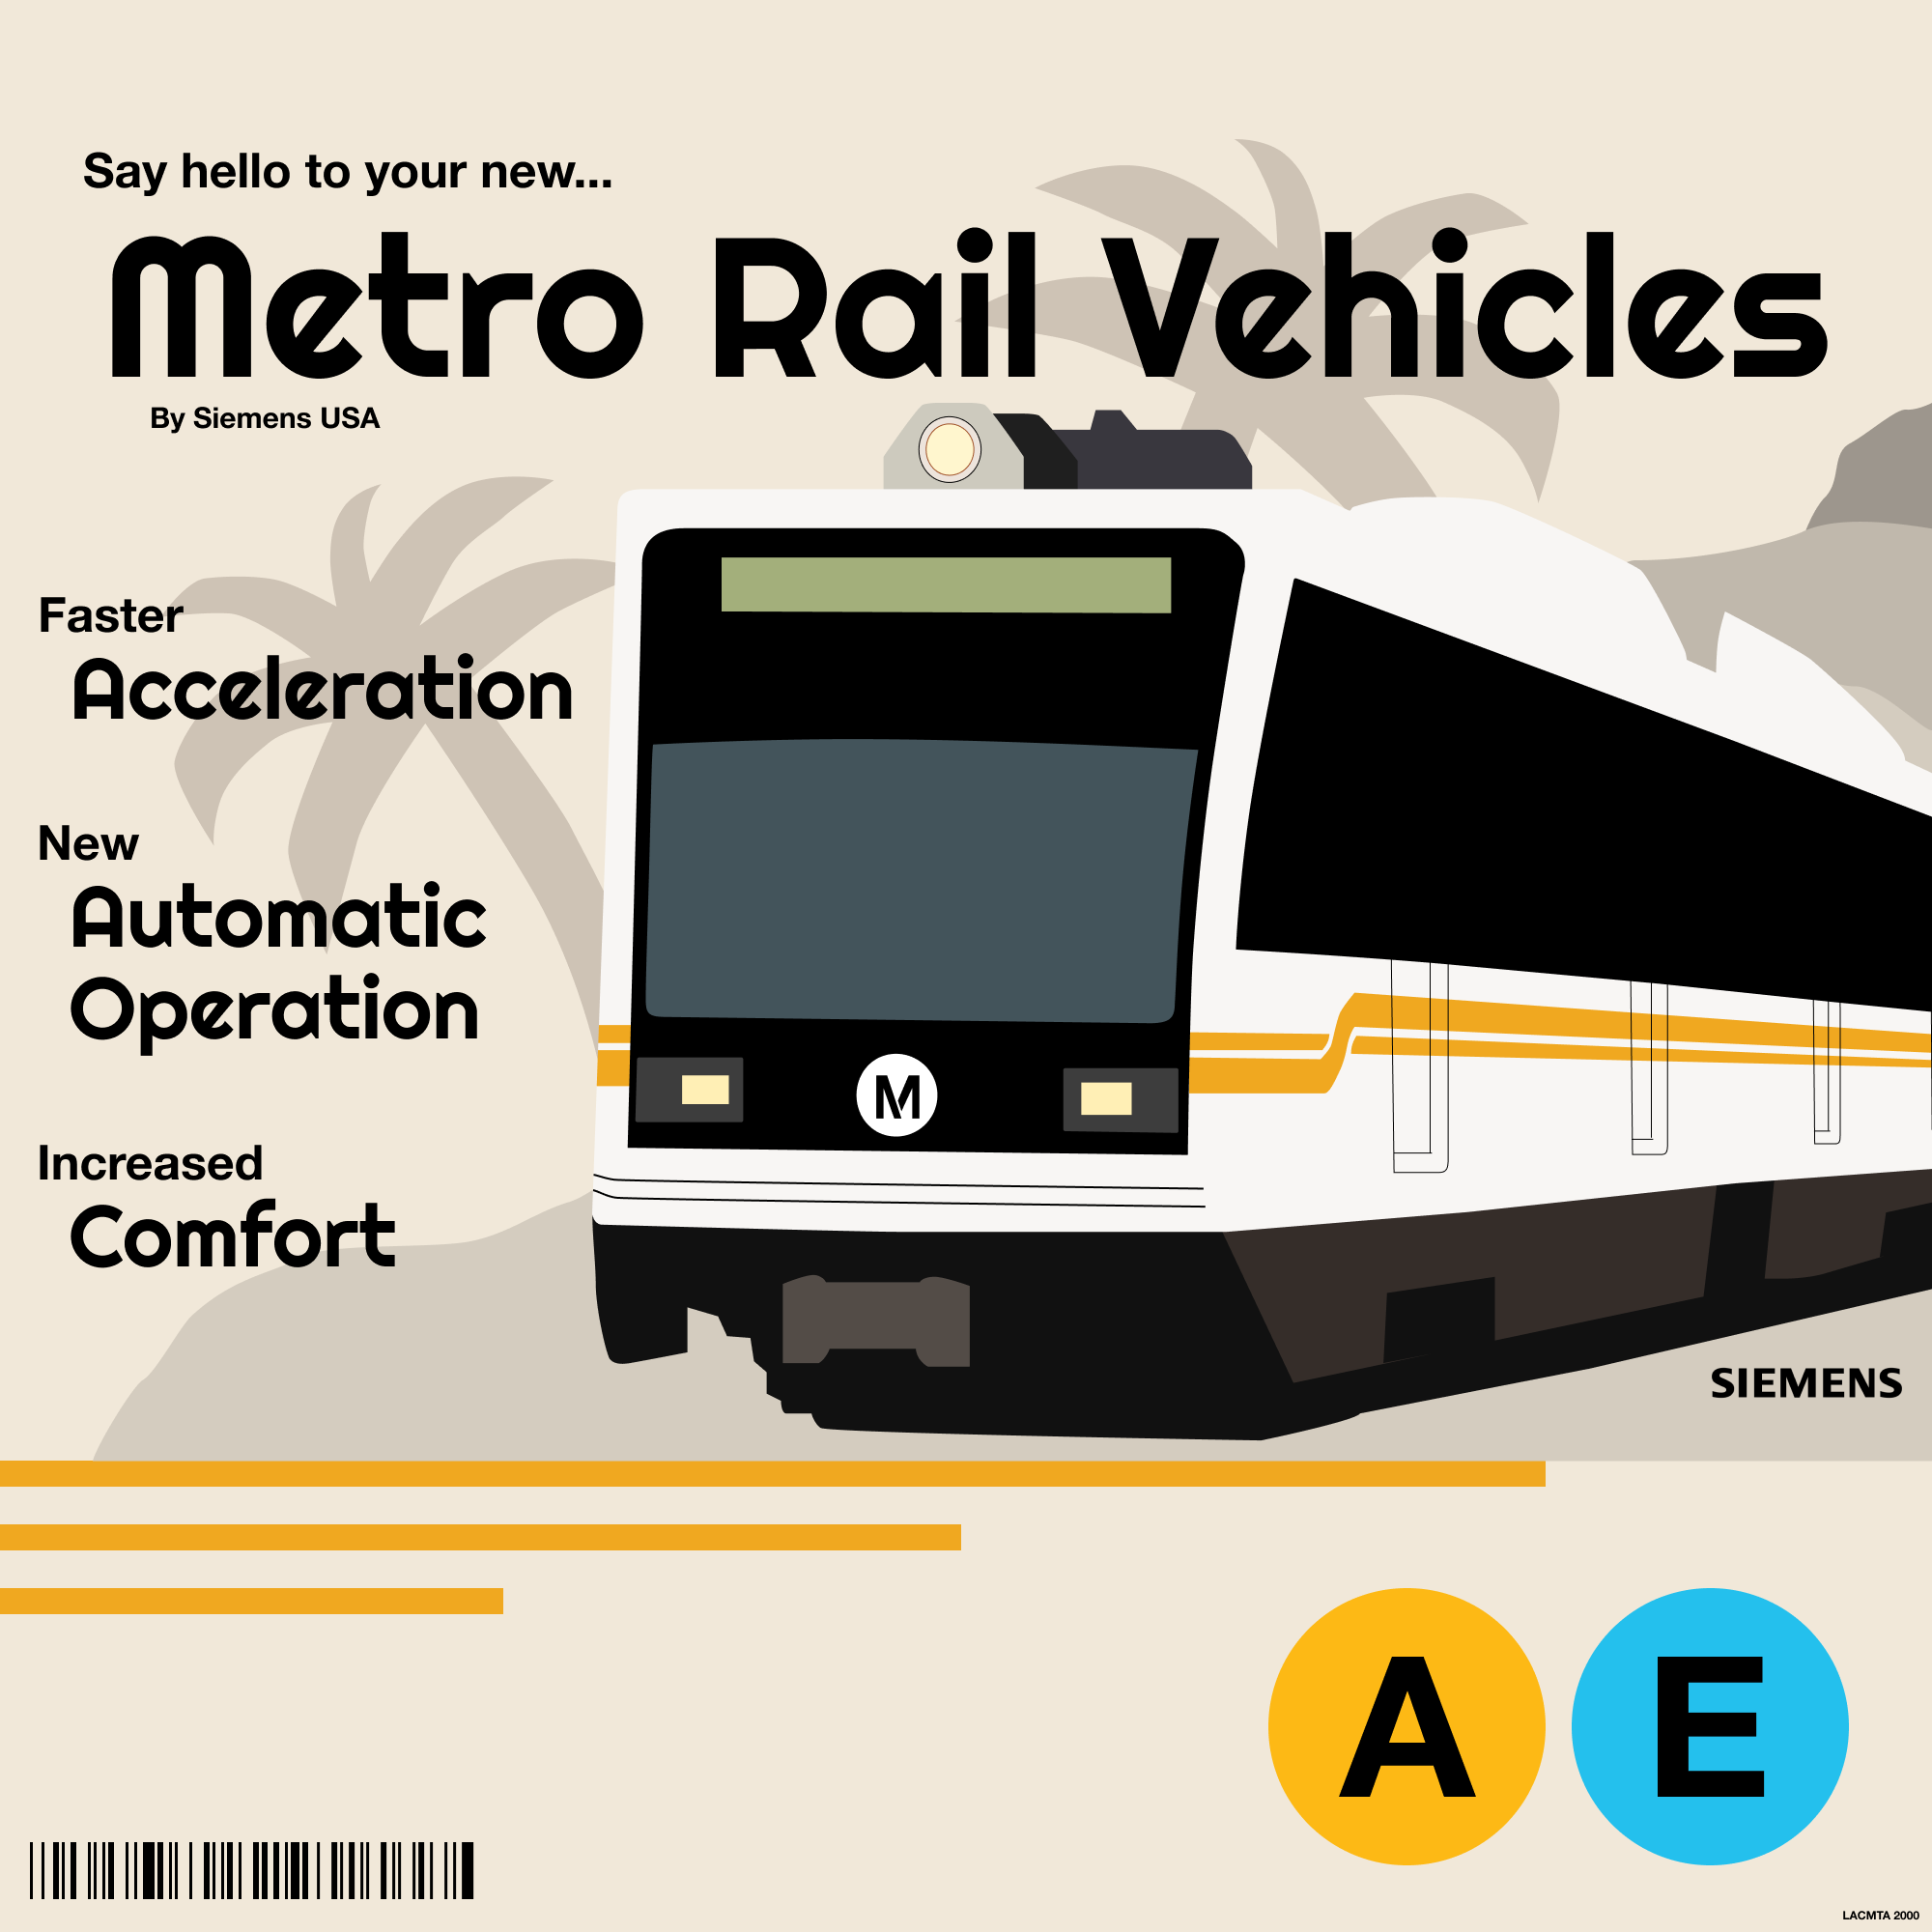 Say hello to your new...
Metro Rail Vehicles
By Siemens USA
Faster
Acceleration
New
Automatic
Operation
Increased
Comfort
M
SIEMENS
A E
LACMTA 2000